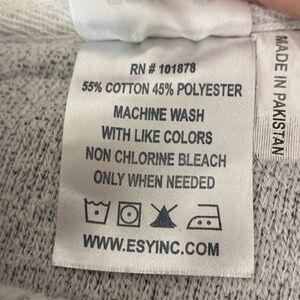 RN # 101878
55% COTTON 45% POLYESTER
MACHINE WASH
WITH LIKE COLORS
NON CHLORINE BLEACH
ONLY WHEN NEEDED
WWW.ESYINC.COM
MADE IN PAKISTAN